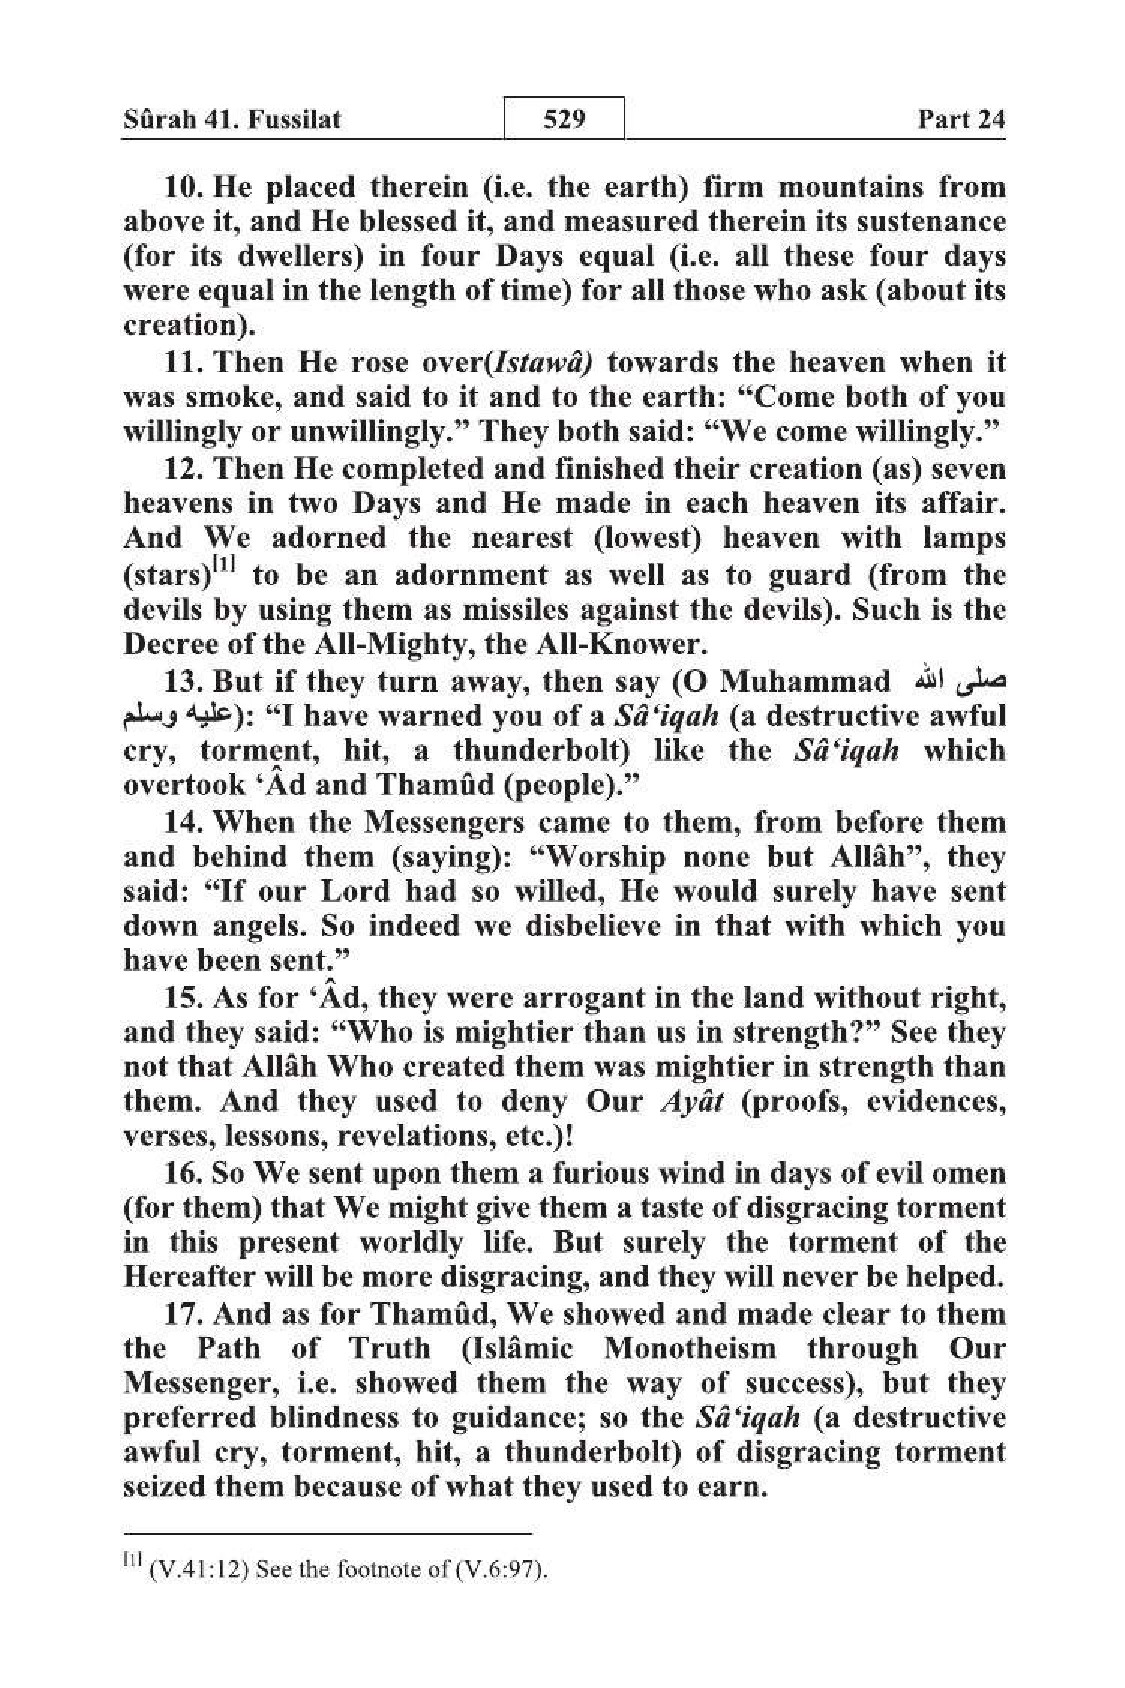 Sûrah 41. Fussilat 529 Part 24
10. He placed therein (i.e. the earth) firm mountains from
above it, and He blessed it, and measured therein its sustenance
(for its dwellers) in four Days equal (i.e. all these four days
were equal in the length of time) for all those who ask (about its
creation).
11. Then He rose over(Istawâ) towards the heaven when it
was smoke, and said to it and to the earth: “Come both of you
willingly or unwillingly.” They both said: “We come willingly.”
12. Then He completed and finished their creation (as) seven
heavens in two Days and He made in each heaven its affair.
And We adorned the nearest (lowest) heaven with lamps
(stars)[1] to be an adornment as well as to guard (from the
devils by using them as missiles against the devils). Such is the
Decree of the All-Mighty, the All-Knower.
13. But if they turn away, then say (O Muhammad صلى الله
عليه وسلم): “I have warned you of a Sâ‘iqah (a destructive awful
cry, torment, hit, a thunderbolt) like the Sâ‘iqah which
overtook ‘Âd and Thamûd (people).”
14. When the Messengers came to them, from before them
and behind them (saying): “Worship none but Allâh”, they
said: “If our Lord had so willed, He would surely have sent
down angels. So indeed we disbelieve in that with which you
have been sent.”
15. As for ‘Âd, they were arrogant in the land without right,
and they said: “Who is mightier than us in strength?” See they
not that Allâh Who created them was mightier in strength than
them. And they used to deny Our Ayât (proofs, evidences,
verses, lessons, revelations, etc.)!
16. So We sent upon them a furious wind in days of evil omen
(for them) that We might give them a taste of disgracing torment
in this present worldly life. But surely the torment of the
Hereafter will be more disgracing, and they will never be helped.
17. And as for Thamûd, We showed and made clear to them
the Path of Truth (Islâmic Monotheism through Our
Messenger, i.e. showed them the way of success), but they
preferred blindness to guidance; so the Sâ‘iqah (a destructive
awful cry, torment, hit, a thunderbolt) of disgracing torment
seized them because of what they used to earn.
[1] (V.41:12) See the footnote of (V.6:97).